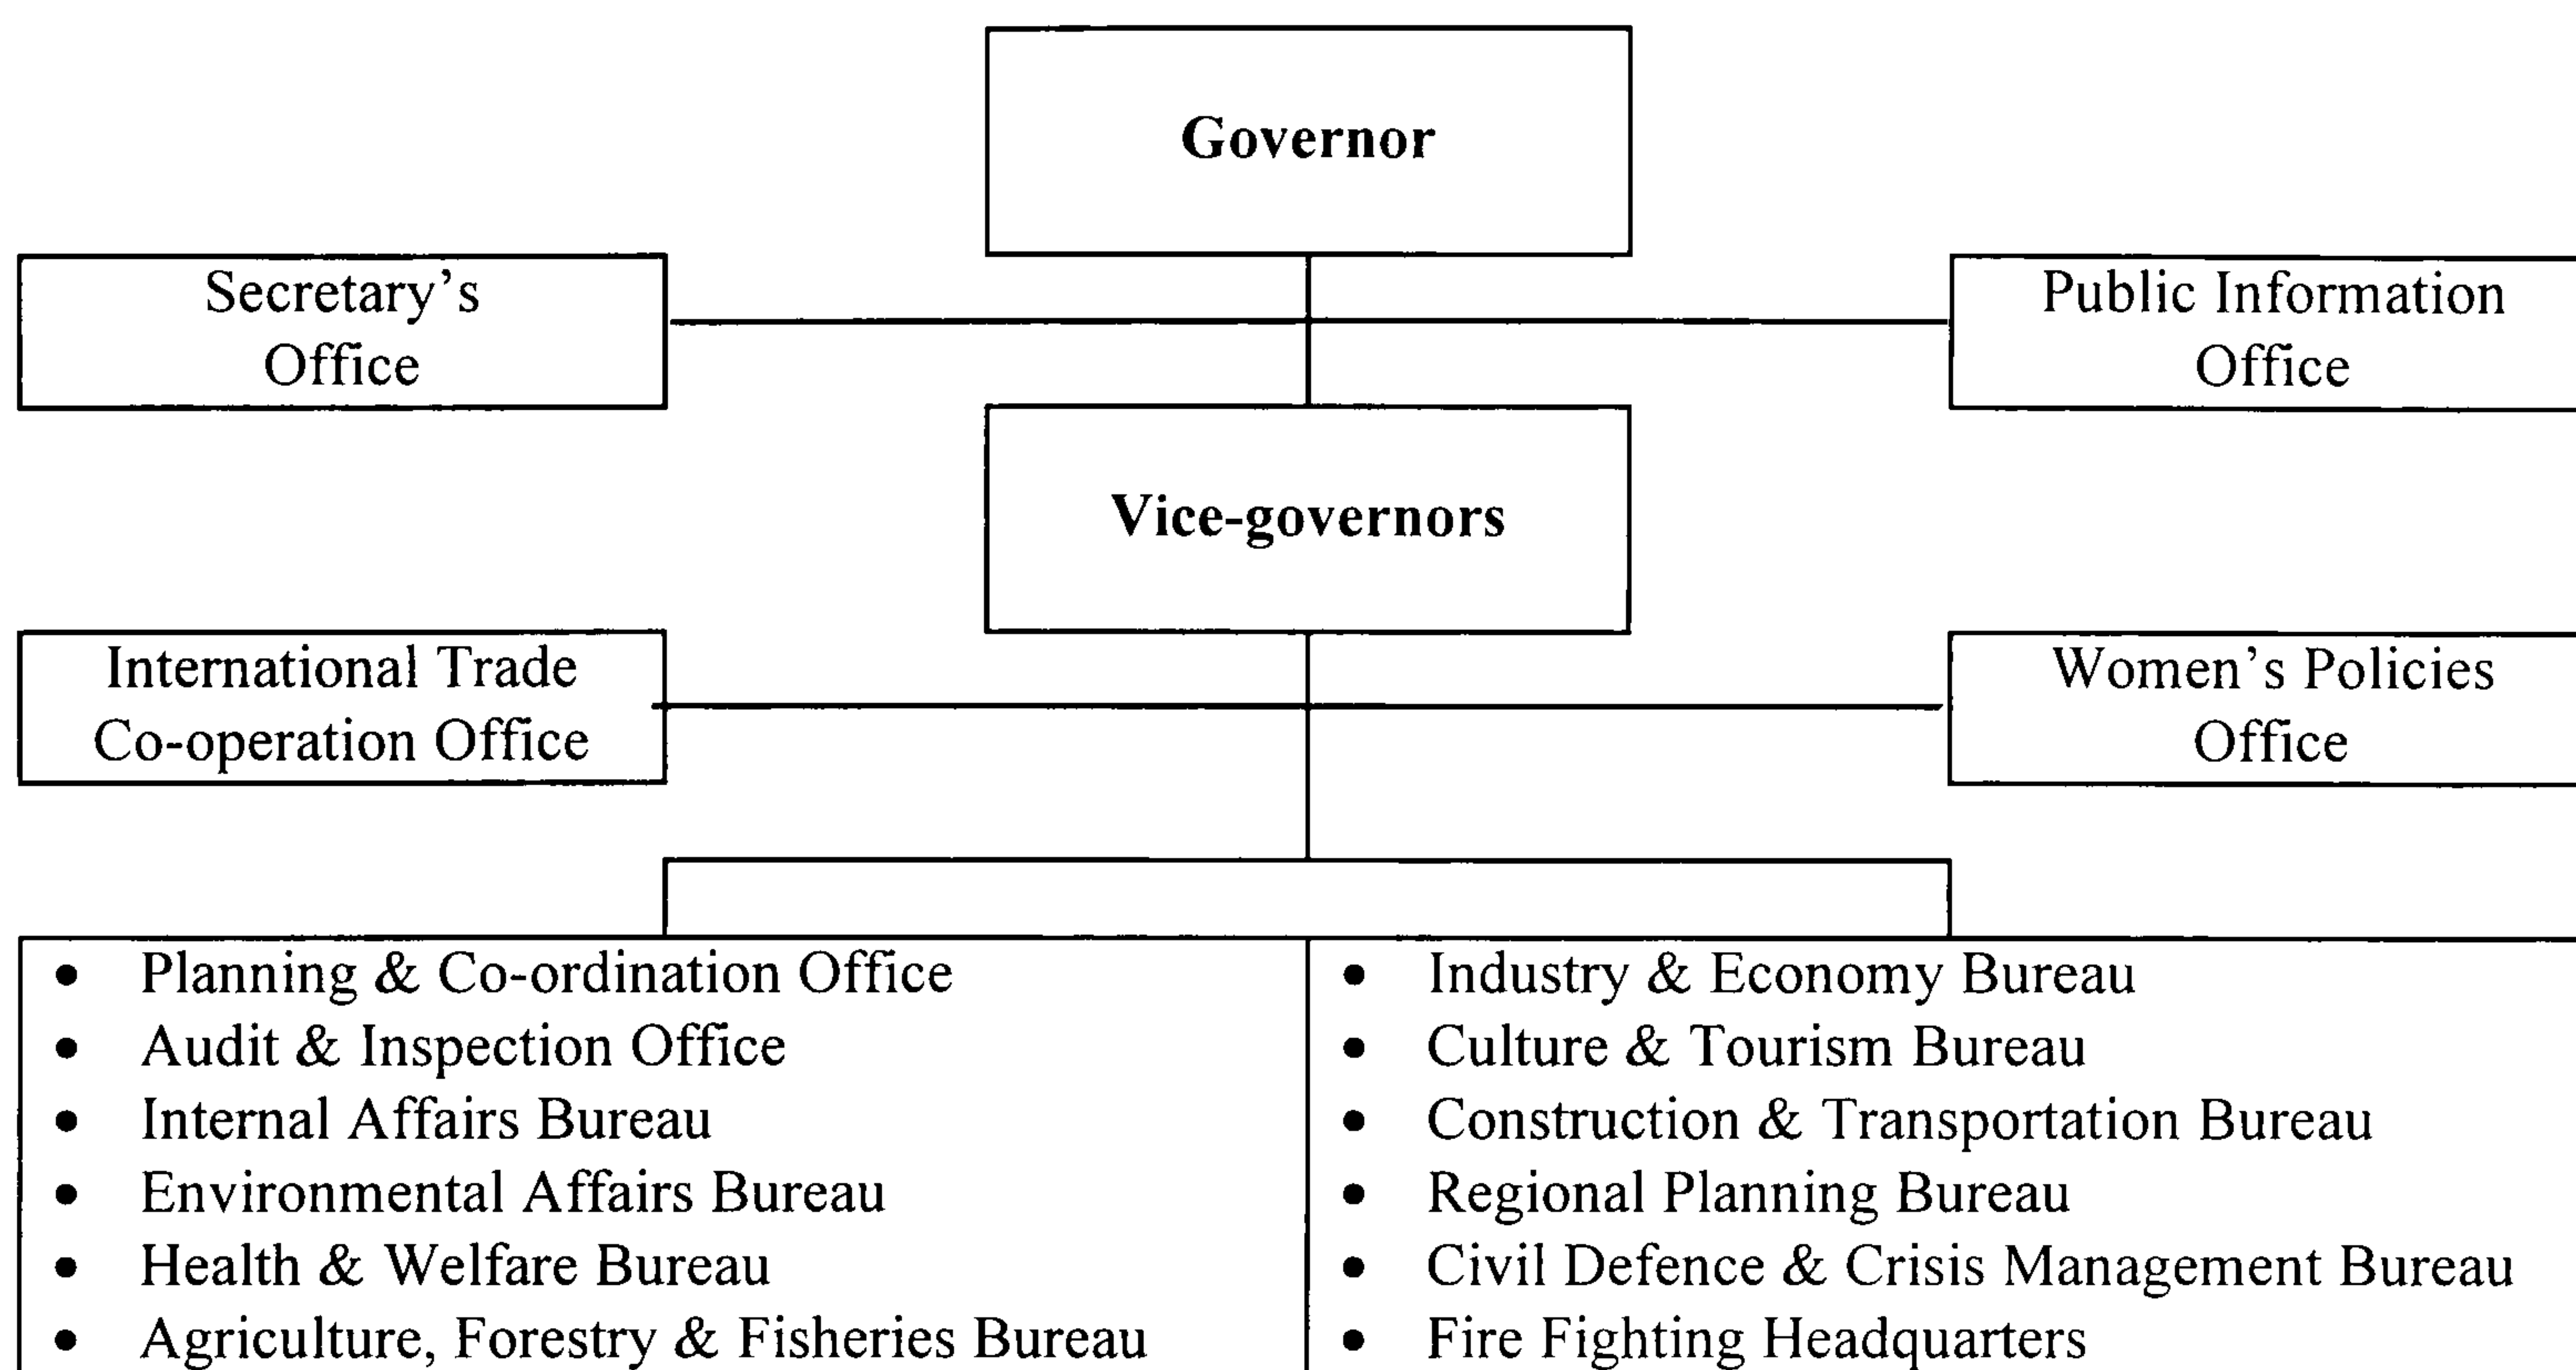 Governor
Secretary's
Office
Public Information
Office
Vice-governors
International Trade
Co-operation Office
Women's Policies
Office
• Planning & Co-ordination Office
• Audit & Inspection Office
• Internal Affairs Bureau
• Environmental Affairs Bureau
• Health & Welfare Bureau
• Agriculture, Forestry & Fisheries Bureau
• Industry & Economy Bureau
• Culture & Tourism Bureau
• Construction & Transportation Bureau
• Regional Planning Bureau
• Civil Defence & Crisis Management Bureau
• Fire Fighting Headquarters